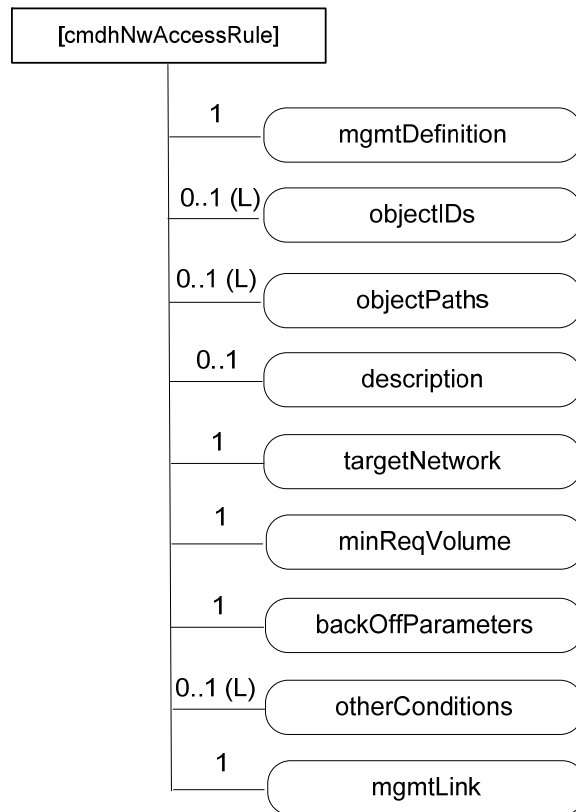 [cmdhNwAccessRule]
1
mgmtDefinition
0..1 (L)
objectIDs
0..1 (L)
objectPaths
0..1
description
1
targetNetwork
1
minReqVolume
1
backOffParameters
0..1 (L)
otherConditions
1
mgmtLink